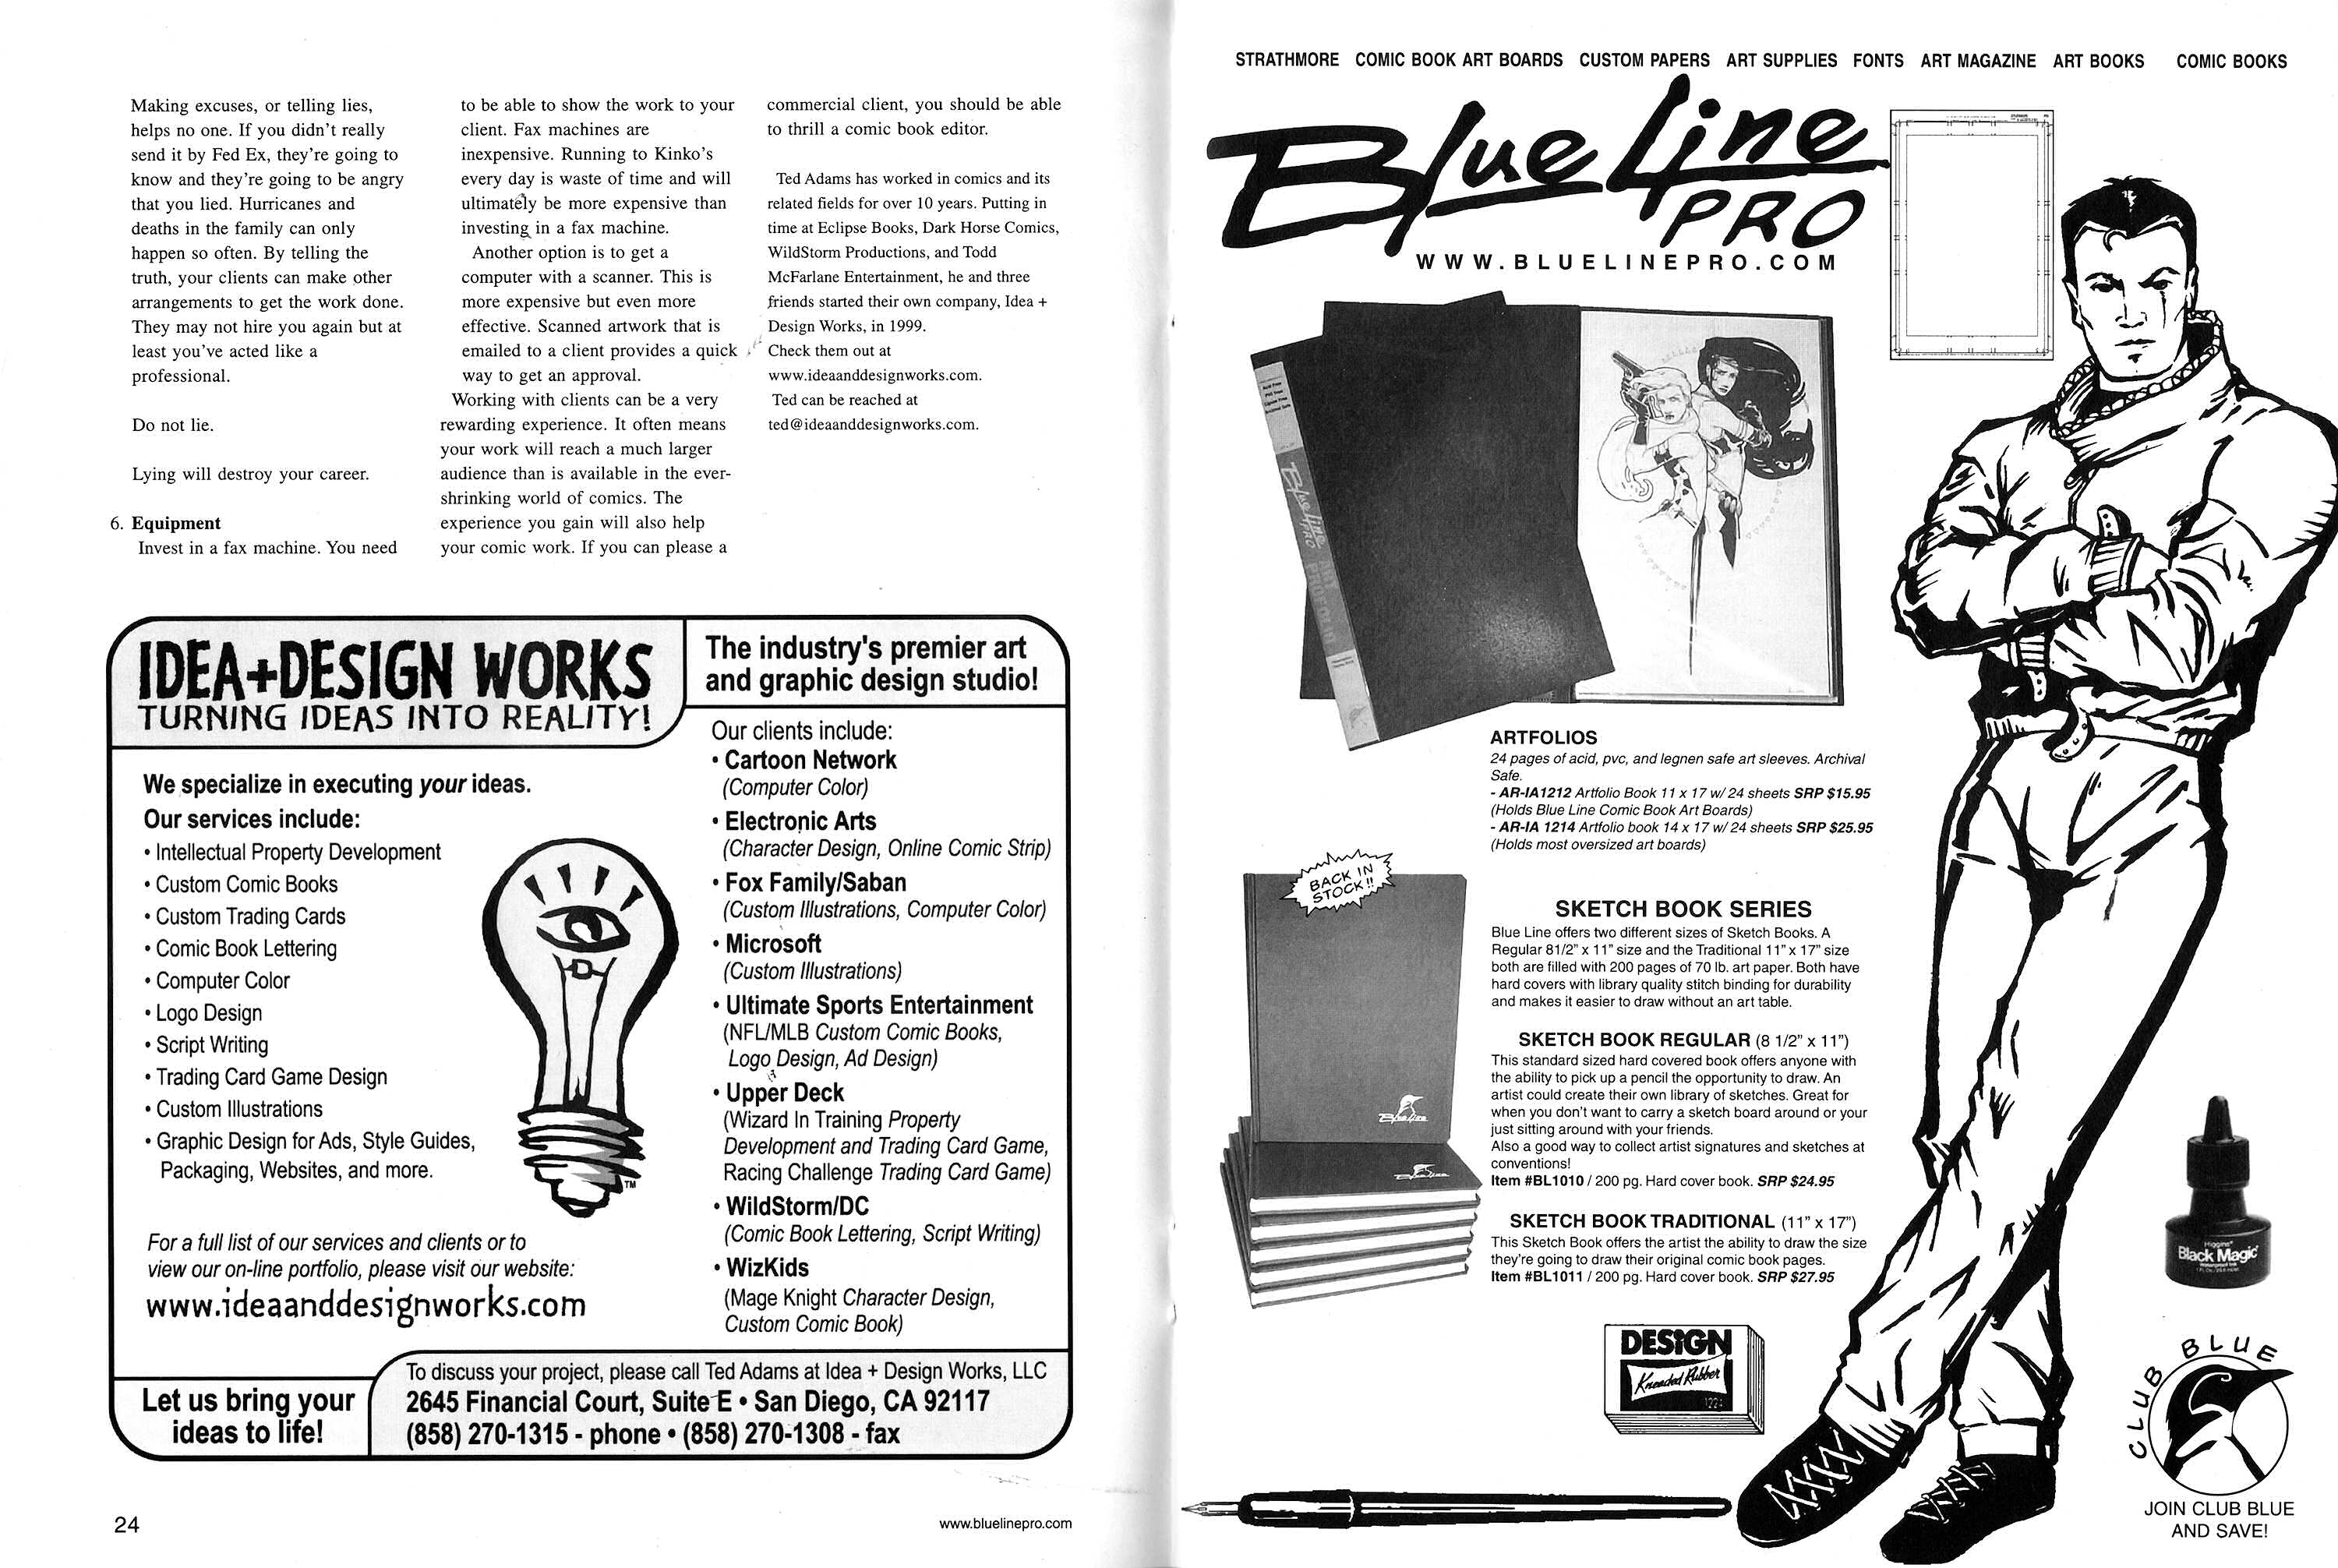 Making excuses, or telling lies,
helps no one. If you didn't really
send it by Fed Ex, they're going to
know and they're going to be angry
that you lied. Hurricanes and
deaths in the family can only
happen so often. By telling the
truth, your clients can make other
arrangements to get the work done.
They may not hire you again but at
least you've acted like a
professional.
Do not lie.
Lying will destroy your career.
6. Equipment
Invest in a fax machine. You need
to be able to show the work to your
client. Fax machines are
inexpensive. Running to Kinko's
every day is waste of time and will
ultimately be more expensive than
investing in a fax machine.
Another option is to get a
computer with a scanner. This is
more expensive but even more
effective. Scanned artwork that is
emailed to a client provides a quick
way to get an approval.
Working with clients can be a very
rewarding experience. It often means
your work will reach a much larger
audience than is available in the ever-
shrinking world of comics. The
experience you gain will also help
your comic work. If you can please a
commercial client, you should be able
to thrill a comic book editor.
Ted Adams has worked in comics and its
related fields for over 10 years. Putting in
time at Eclipse Books, Dark Horse Comics,
WildStorm Productions, and Todd
McFarlane Entertainment, he and three
friends started their own company, Idea +
Design Works, in 1999.
Check them out at
www.ideaanddesignworks.com.
Ted can be reached at
ted@ideaanddesignworks.com.
IDEA+DESIGN WORKS
TURNING IDEAS INTO REALITY!
The industry's premier art
and graphic design studio!
We specialize in executing your ideas.
Our services include:
• Intellectual Property Development
• Custom Comic Books
• Custom Trading Cards
• Comic Book Lettering
• Computer Color
• Logo Design
• Script Writing
• Trading Card Game Design
• Custom Illustrations
• Graphic Design for Ads, Style Guides,
Packaging, Websites, and more.
TM
For a full list of our services and clients or to
view our on-line portfolio, please visit our website:
www.ideaanddesignworks.com
Our clients include:
• Cartoon Network
(Computer Color)
• Electronic Arts
(Character Design, Online Comic Strip)
• Fox Family/Saban
(Custom Illustrations, Computer Color)
• Microsoft
(Custom Illustrations)
• Ultimate Sports Entertainment
(NFL/MLB Custom Comic Books,
Logo Design, Ad Design)
• Upper Deck
(Wizard In Training Property
Development and Trading Card Game,
Racing Challenge Trading Card Game)
• WildStorm/DC
(Comic Book Lettering, Script Writing)
• WizKids
(Mage Knight Character Design,
Custom Comic Book)
Let us bring your
ideas to life!
To discuss your project, please call Ted Adams at Idea + Design Works, LLC
2645 Financial Court, Suite E • San Diego, CA 92117
(858) 270-1315 - phone • (858) 270-1308 - fax
24
www.bluelinepro.com
STRATHMORE COMIC BOOK ART BOARDS CUSTOM PAPERS ART SUPPLIES FONTS ART MAGAZINE ART BOOKS COMIC BOOKS
Blue Line
PRO
WWW.BLUELINEPRO.COM
Blue Line
PRO
ARTFOLIOS
24 pages of acid, pvc, and legnen safe art sleeves. Archival
Safe.
- AR-IA1212 Artfolio Book 11 x 17 w/ 24 sheets SRP $15.95
(Holds Blue Line Comic Book Art Boards)
- AR-IA 1214 Artfolio book 14 x 17 w/ 24 sheets SRP $25.95
(Holds most oversized art boards)
BACK IN
STOCK!!
Blue Line
Blue Line
SKETCH BOOK SERIES
Blue Line offers two different sizes of Sketch Books. A
Regular 81/2" x 11" size and the Traditional 11" x 17" size
both are filled with 200 pages of 70 lb. art paper. Both have
hard covers with library quality stitch binding for durability
and makes it easier to draw without an art table.
SKETCH BOOK REGULAR (8 1/2" x 11")
This standard sized hard covered book offers anyone with
the ability to pick up a pencil the opportunity to draw. An
artist could create their own library of sketches. Great for
when you don't want to carry a sketch board around or your
just sitting around with your friends.
Also a good way to collect artist signatures and sketches at
conventions!
Item #BL1010 / 200 pg. Hard cover book. SRP $24.95
SKETCH BOOK TRADITIONAL (11" x 17")
This Sketch Book offers the artist the ability to draw the size
they're going to draw their original comic book pages.
Item #BL1011 / 200 pg. Hard cover book. SRP $27.95
DESIGN
Kneaded Rubber
Higgins
Black Magic
Waterproof Ink
CLUB BLUE
JOIN CLUB BLUE
AND SAVE!